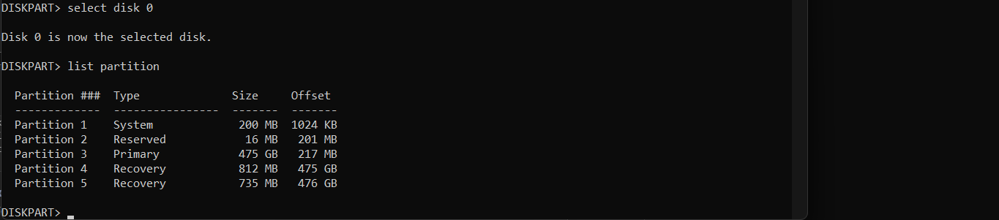 DISKPART> select disk 0
Disk 0 is now the selected disk.
DISKPART> list partition
  Partition ###  Type              Size     Offset
  -------------  ----------------  -------  -------
  Partition 1    System             200 MB  1024 KB
  Partition 2    Reserved            16 MB   201 MB
  Partition 3    Primary            475 GB   217 MB
  Partition 4    Recovery           812 MB   475 GB
  Partition 5    Recovery           735 MB   476 GB
DISKPART>